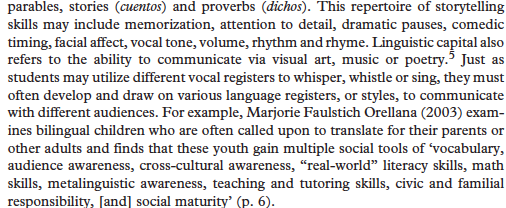 parables, stories (cuentos) and proverbs (dichos). This repertoire of storytelling
skills may include memorization, attention to detail, dramatic pauses, comedic
timing, facial affect, vocal tone, volume, rhythm and rhyme. Linguistic capital also
refers to the ability to communicate via visual art, music or poetry.⁵ Just as
students may utilize different vocal registers to whisper, whistle or sing, they must
often develop and draw on various language registers, or styles, to communicate
with different audiences. For example, Marjorie Faulstich Orellana (2003) exam-
ines bilingual children who are often called upon to translate for their parents or
other adults and finds that these youth gain multiple social tools of ‘vocabulary,
audience awareness, cross-cultural awareness, “real-world” literacy skills, math
skills, metalinguistic awareness, teaching and tutoring skills, civic and familial
responsibility, [and] social maturity’ (p. 6).